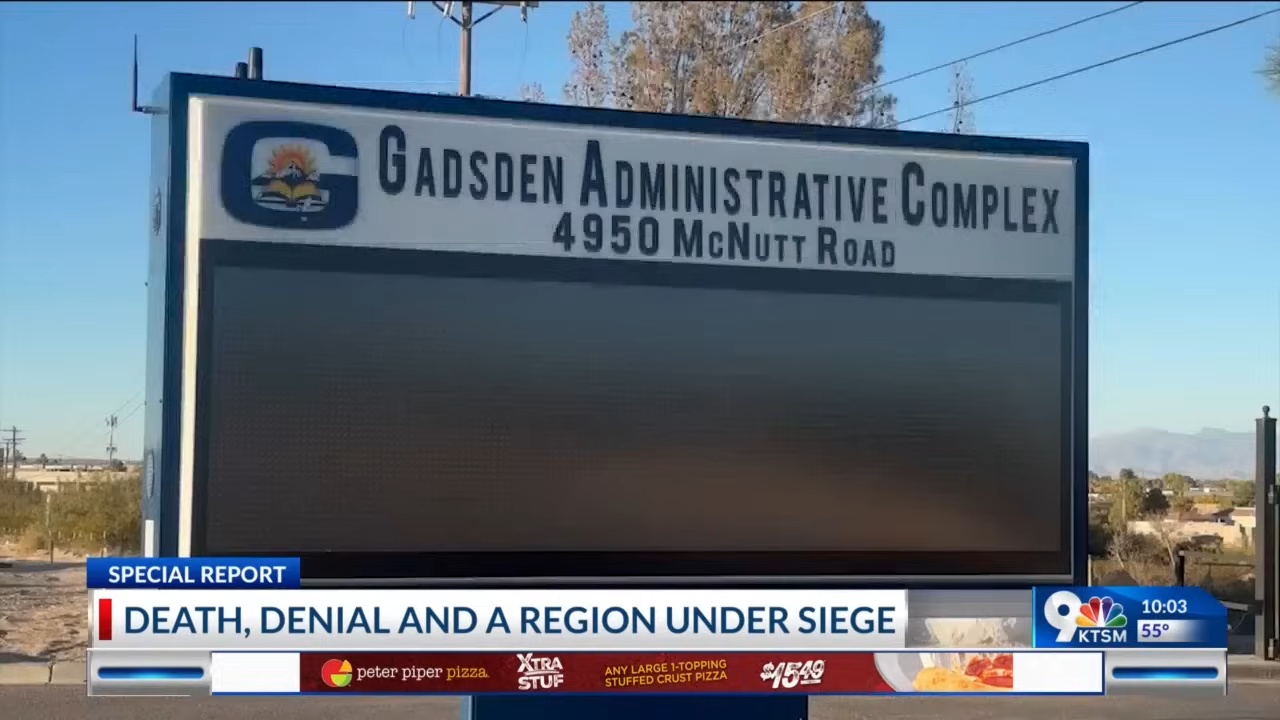 GADSDEN ADMINISTRATIVE COMPLEX
4950 MCNUTT ROAD
SPECIAL REPORT
DEATH, DENIAL AND A REGION UNDER SIEGE
9
KTSM
10:03
55°
peter piper pizza.
XTRA
STUF
ANY LARGE 1-TOPPING
STUFFED CRUST PIZZA
$15.49